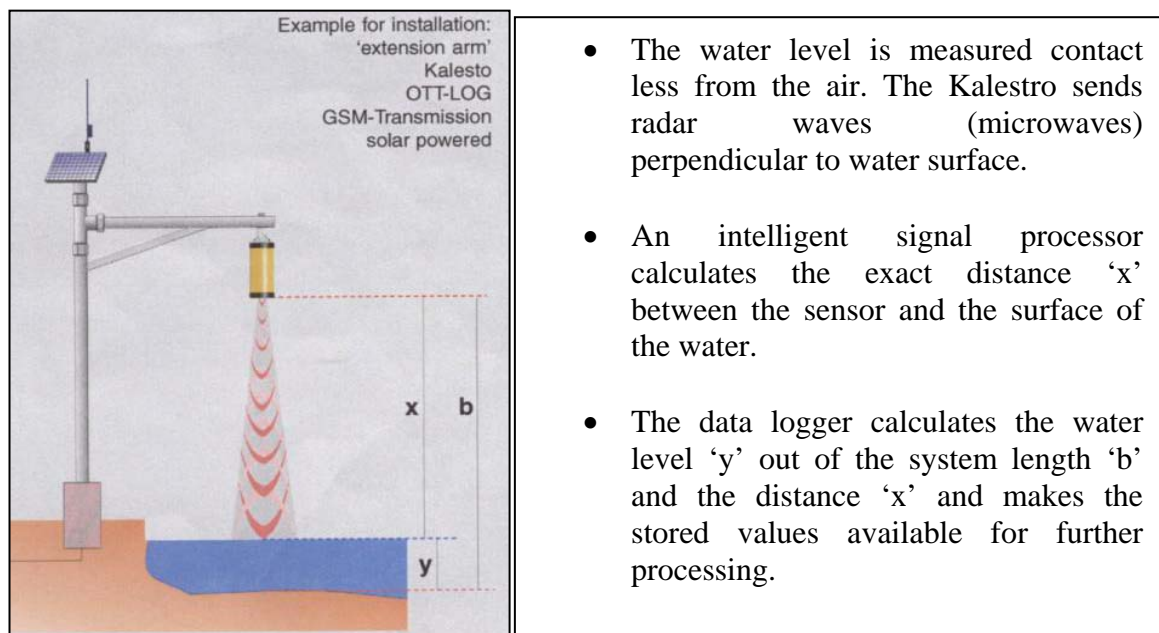 Example for installation:
‘extension arm’
Kalesto
OTT-LOG
GSM-Transmission
solar powered
x
b
y
• The water level is measured contact
less from the air. The Kalestro sends
radar waves (microwaves)
perpendicular to water surface.
• An intelligent signal processor
calculates the exact distance ‘x’
between the sensor and the surface of
the water.
• The data logger calculates the water
level ‘y’ out of the system length ‘b’
and the distance ‘x’ and makes the
stored values available for further
processing.